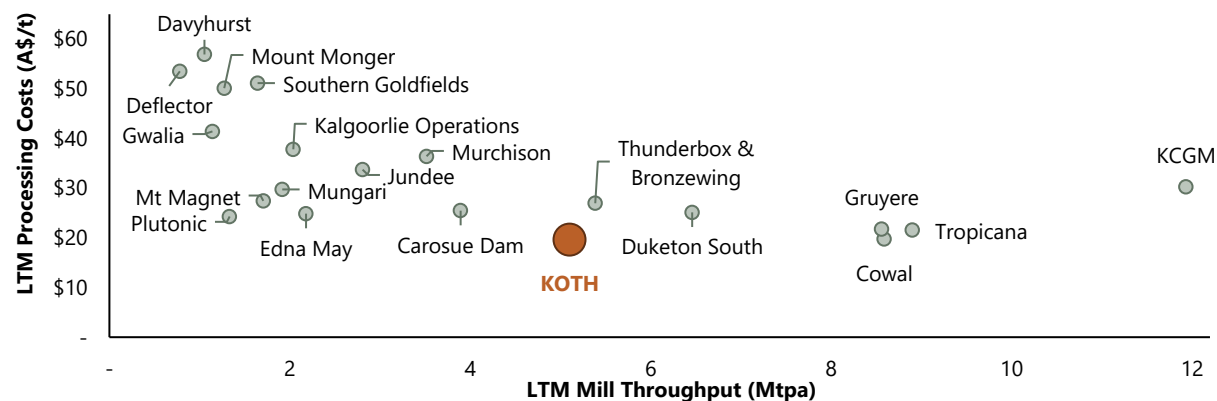 LTM Processing Costs (A$/t)
$60
$50
$40
$30
$20
$10
-
Davyhurst
Mount Monger
Southern Goldfields
Deflector
Gwalia
Kalgoorlie Operations
Murchison
Thunderbox &
Bronzewing
KCGM
Jundee
Mt Magnet
Mungari
Plutonic
Edna May
Carosue Dam
KOTH
Duketon South
Gruyere
Tropicana
Cowal
-
2
4
6
8
10
12
LTM Mill Throughput (Mtpa)